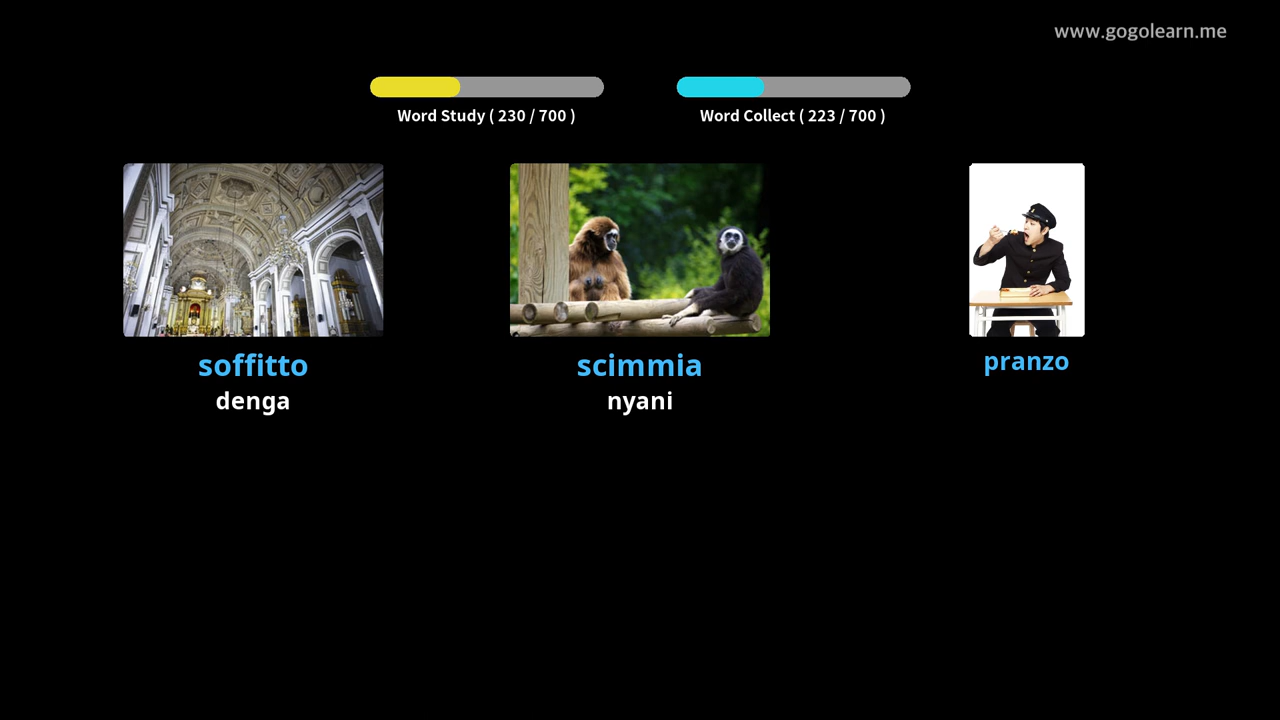 www.gogolearn.me
Word Study ( 230 / 700 )
Word Collect ( 223 / 700 )
soffitto
denga
scimmia
nyani
pranzo